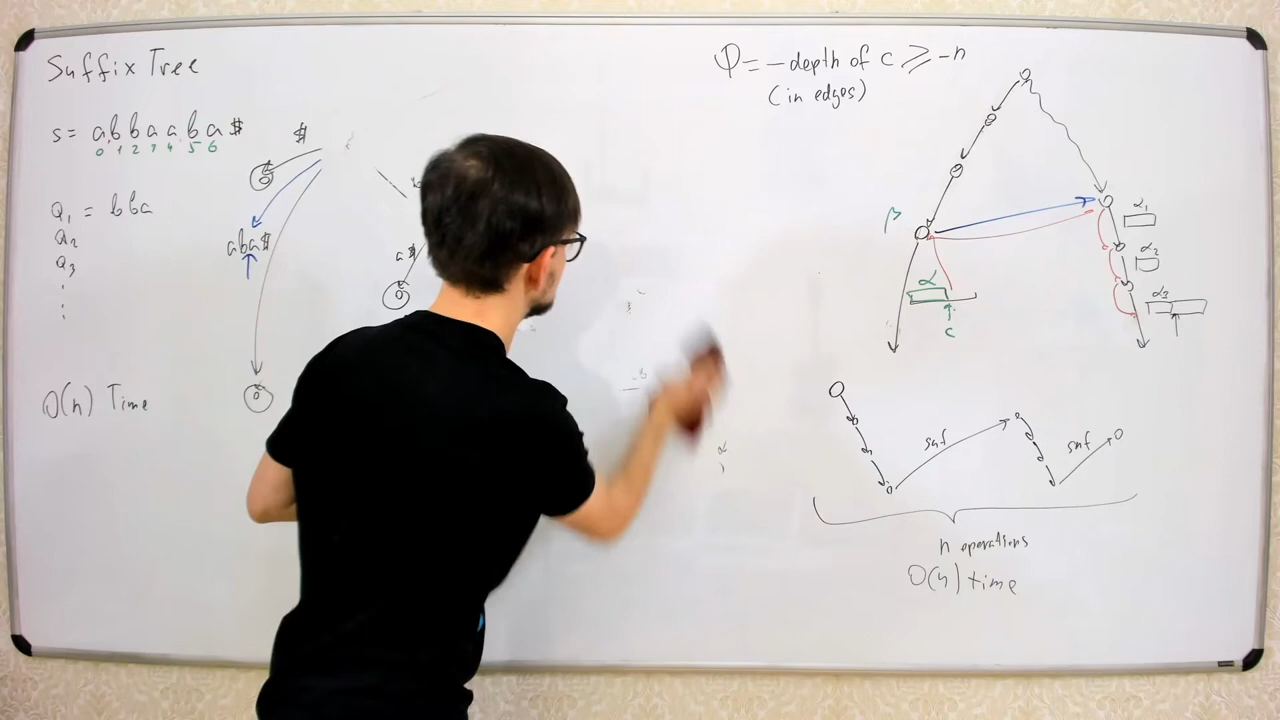 Suffix Tree
s= abbaaba$
0 1 2 3 4 5 6
Q1 = bba
Q2
Q3
O(n) Time
$
aba$
a$
φ = - depth of c ⩾ -n
(in edges)
β
α
c
α1
α2
α3
suf
suf
n operations
O(n) time